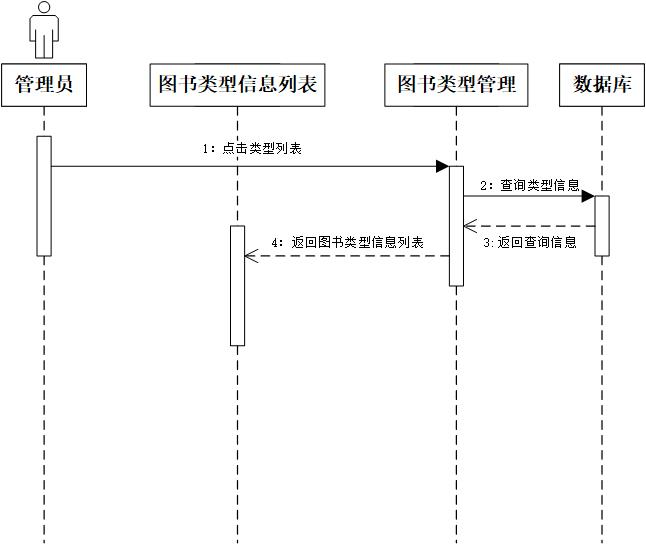 管理员
图书类型信息列表
图书类型管理
数据库
1：点击类型列表
2：查询类型信息
3:返回查询信息
4：返回图书类型信息列表